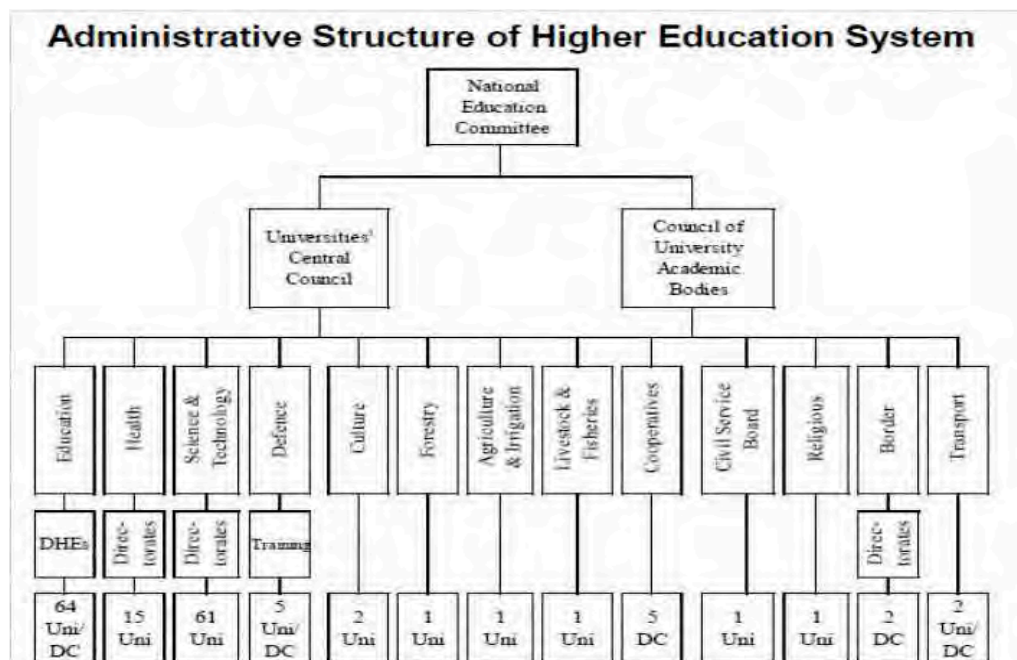 Administrative Structure of Higher Education System
National
Education
Committee
Universities'
Central
Council
Council of
University
Academic
Bodies
Education
Health
Science &
Technology
Defence
Culture
Forestry
Agriculture
& Irrigation
Livestock &
Fisheries
Cooperatives
Civil Service
Board
Religious
Border
Transport
DHEs
Direc-
torates
Direc-
torates
Training
Direc-
torates
64
Uni/
DC
15
Uni
61
Uni
5
Uni/
DC
2
Uni
1
Uni
1
Uni
1
Uni
5
DC
1
Uni
1
Uni
2
DC
2
Uni/
DC